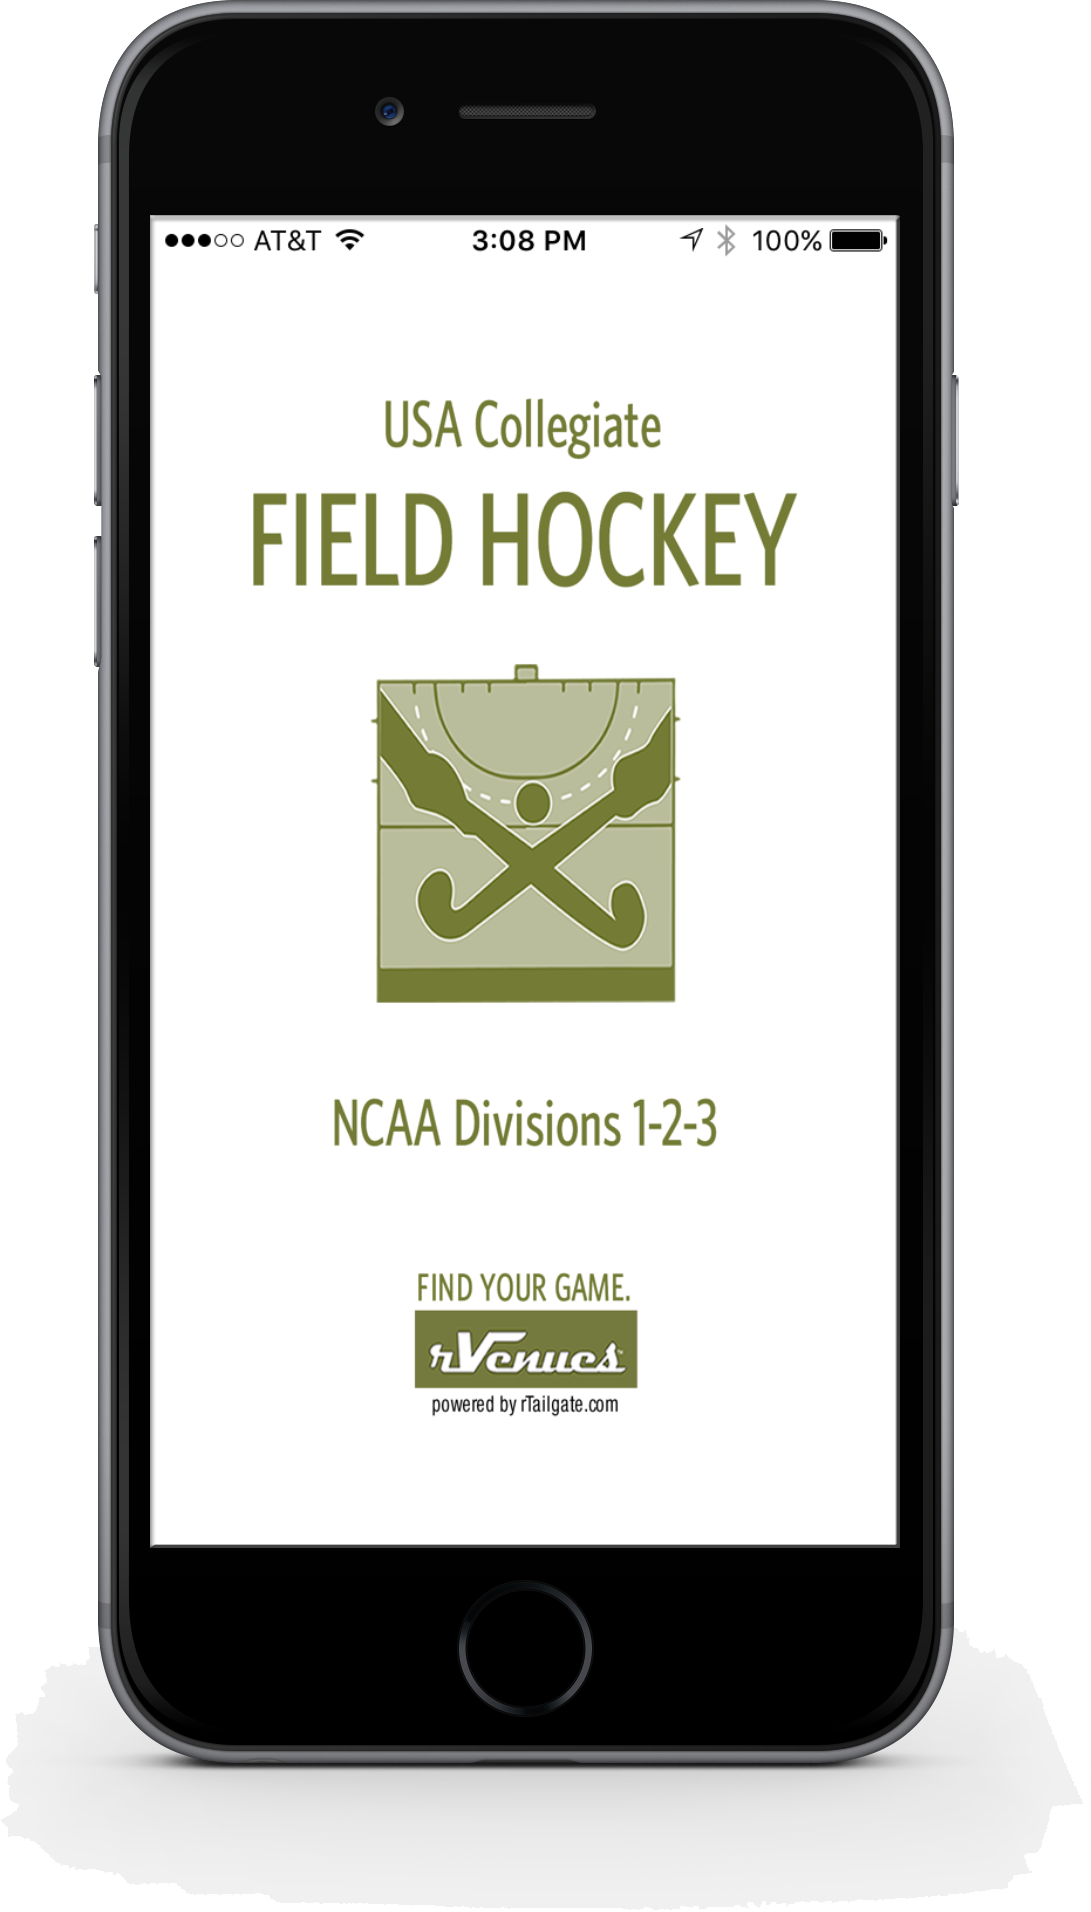 AT&T 3:08 PM 100%
USA Collegiate
FIELD HOCKEY
NCAA Divisions 1-2-3
FIND YOUR GAME.
rVenues™
powered by rTailgate.com